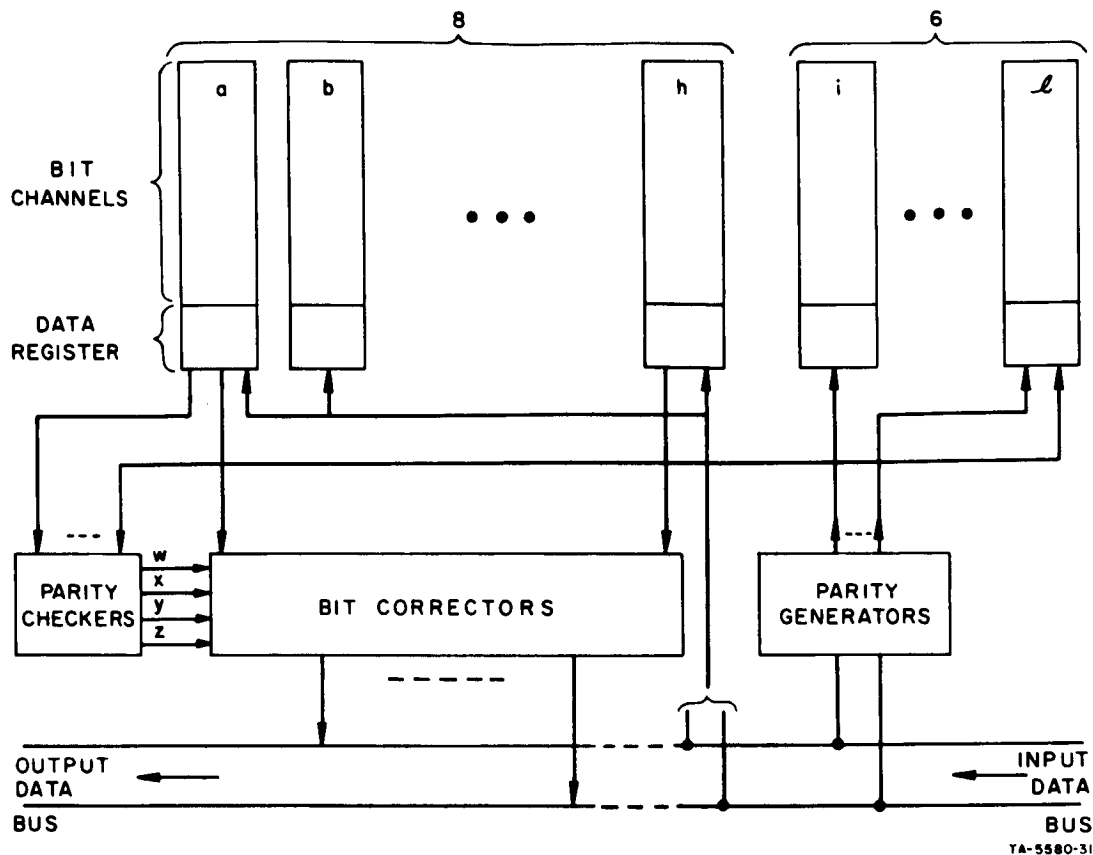 8
6
a
b
h
i
ℓ
BIT
CHANNELS
DATA
REGISTER
w
x
y
z
PARITY
CHECKERS
BIT CORRECTORS
PARITY
GENERATORS
OUTPUT
DATA
INPUT
DATA
BUS
BUS
TA-5580-31